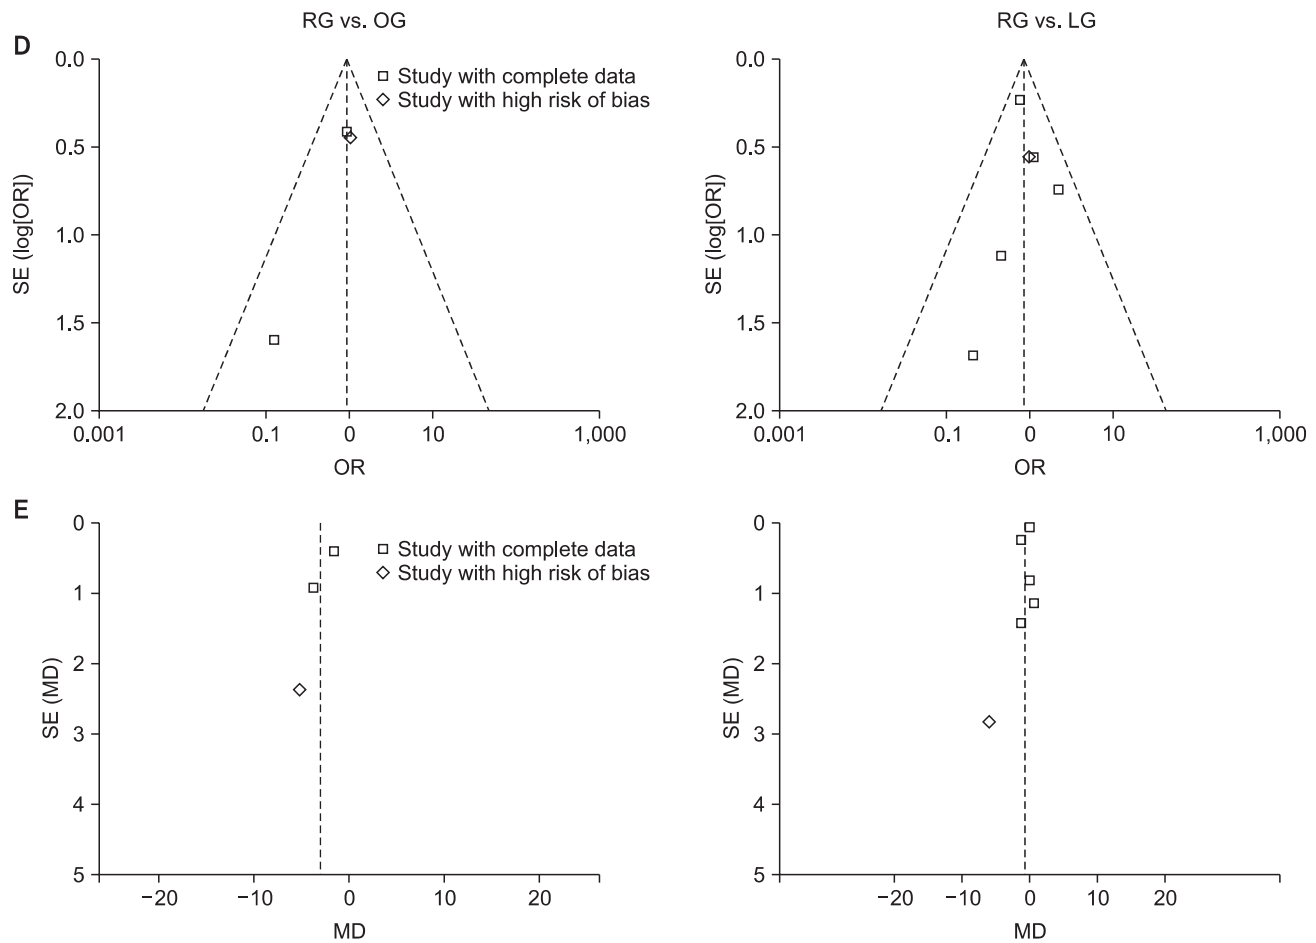 RG vs. OG
RG vs. LG
D
0.0
0.5
1.0
1.5
2.0
SE (log[OR])
Study with complete data
Study with high risk of bias
0.001
0.1
0
10
1,000
OR
0.0
0.5
1.0
1.5
2.0
SE (log[OR])
0.001
0.1
0
10
1,000
OR
E
0
1
2
3
4
5
SE (MD)
Study with complete data
Study with high risk of bias
−20
−10
0
10
20
MD
0
1
2
3
4
5
SE (MD)
−20
−10
0
10
20
MD